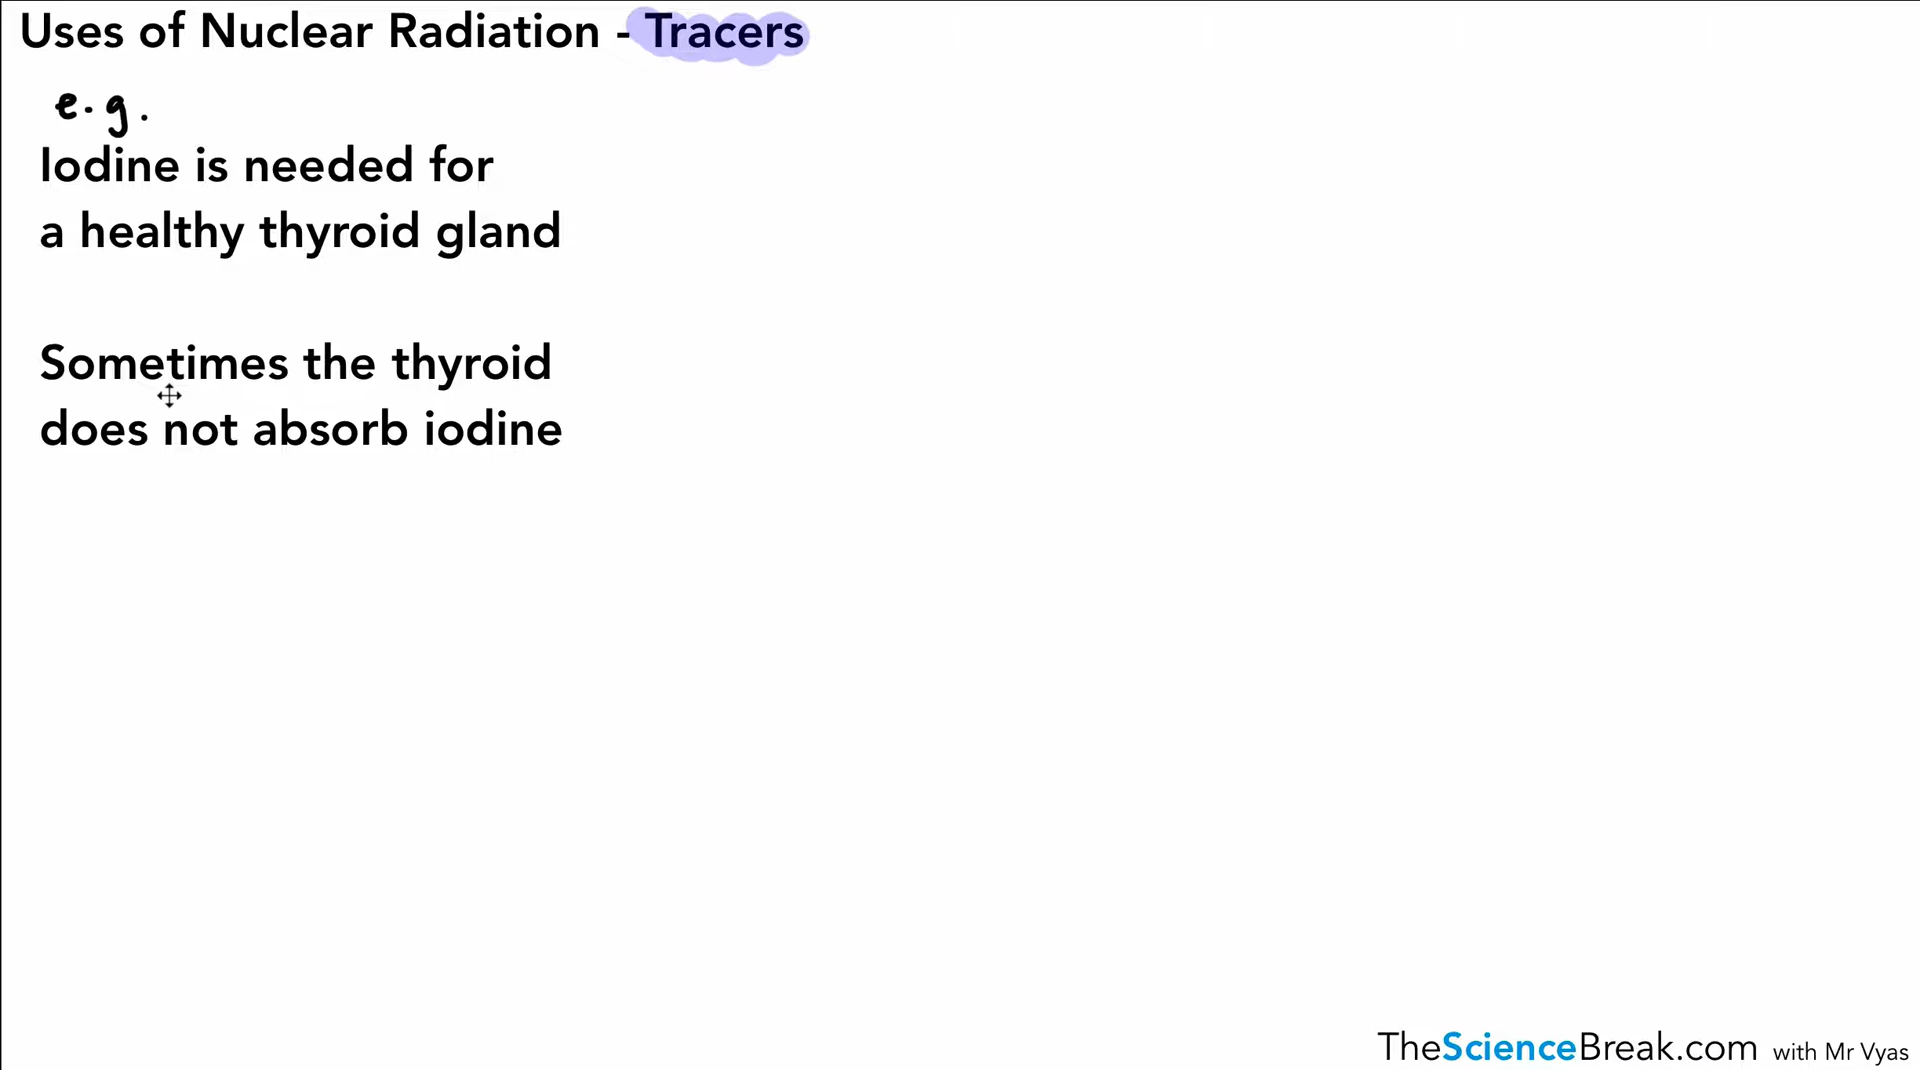 Uses of Nuclear Radiation - Tracers
e.g.
Iodine is needed for
a healthy thyroid gland
Sometimes the thyroid
does not absorb iodine
TheScienceBreak.com with Mr Vyas